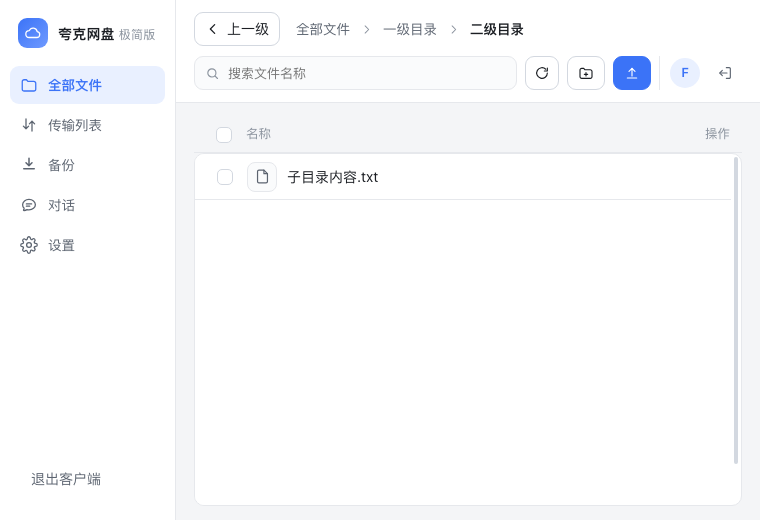 夸克网盘 极简版
全部文件
传输列表
备份
对话
设置
退出客户端
上一级 全部文件 一级目录 二级目录
搜索文件名称
F
名称 操作
子目录内容.txt